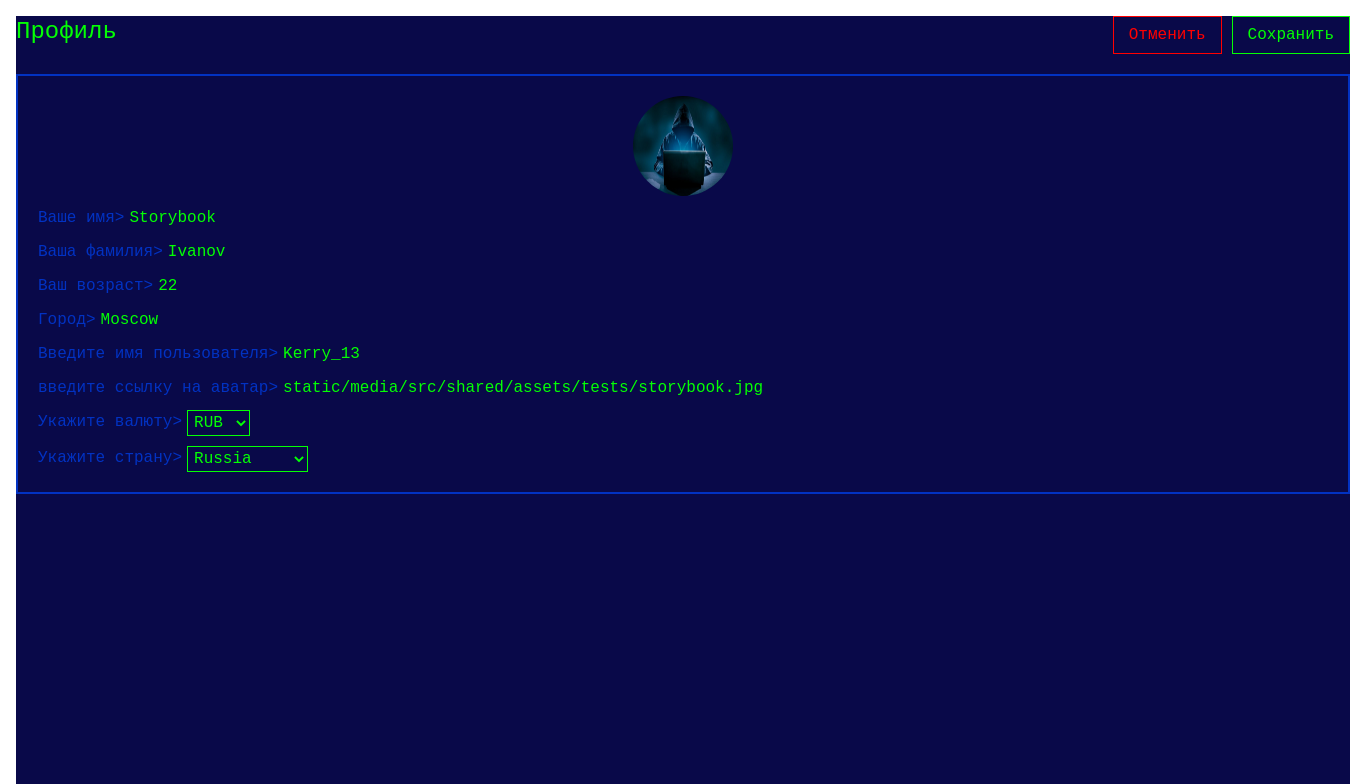 Профиль
Отменить
Сохранить
Ваше имя> Storybook
Ваша фамилия> Ivanov
Ваш возраст> 22
Город> Moscow
Введите имя пользователя> Kerry_13
введите ссылку на аватар> static/media/src/shared/assets/tests/storybook.jpg
Укажите валюту> RUB
Укажите страну> Russia